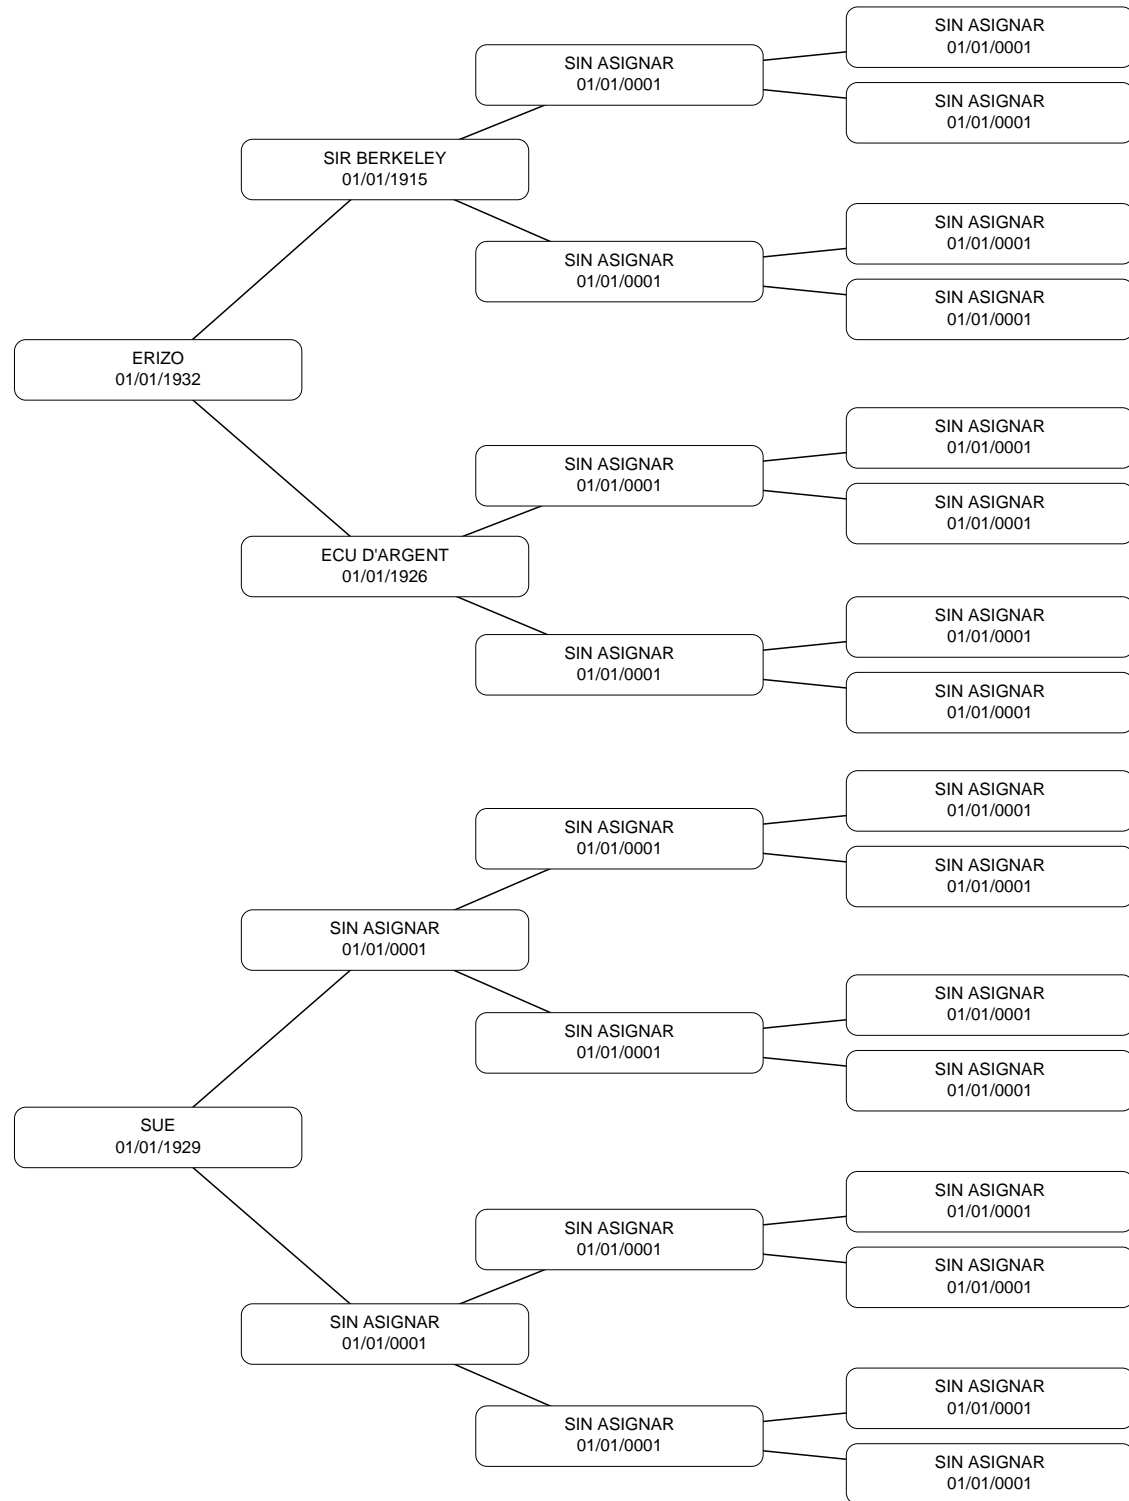 SIN ASIGNAR
01/01/0001
SIN ASIGNAR
01/01/0001
SIN ASIGNAR
01/01/0001
SIR BERKELEY
01/01/1915
SIN ASIGNAR
01/01/0001
SIN ASIGNAR
01/01/0001
SIN ASIGNAR
01/01/0001
ERIZO
01/01/1932
SIN ASIGNAR
01/01/0001
SIN ASIGNAR
01/01/0001
SIN ASIGNAR
01/01/0001
ECU D'ARGENT
01/01/1926
SIN ASIGNAR
01/01/0001
SIN ASIGNAR
01/01/0001
SIN ASIGNAR
01/01/0001
SIN ASIGNAR
01/01/0001
SIN ASIGNAR
01/01/0001
SIN ASIGNAR
01/01/0001
SIN ASIGNAR
01/01/0001
SIN ASIGNAR
01/01/0001
SIN ASIGNAR
01/01/0001
SIN ASIGNAR
01/01/0001
SUE
01/01/1929
SIN ASIGNAR
01/01/0001
SIN ASIGNAR
01/01/0001
SIN ASIGNAR
01/01/0001
SIN ASIGNAR
01/01/0001
SIN ASIGNAR
01/01/0001
SIN ASIGNAR
01/01/0001
SIN ASIGNAR
01/01/0001